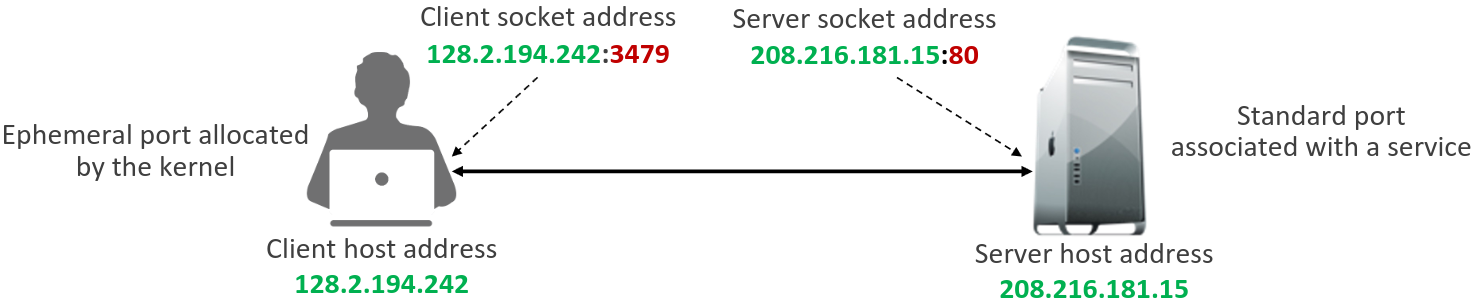 Client socket address
128.2.194.242:3479
Server socket address
208.216.181.15:80
Ephemeral port allocated
by the kernel
Standard port
associated with a service
Client host address
128.2.194.242
Server host address
208.216.181.15